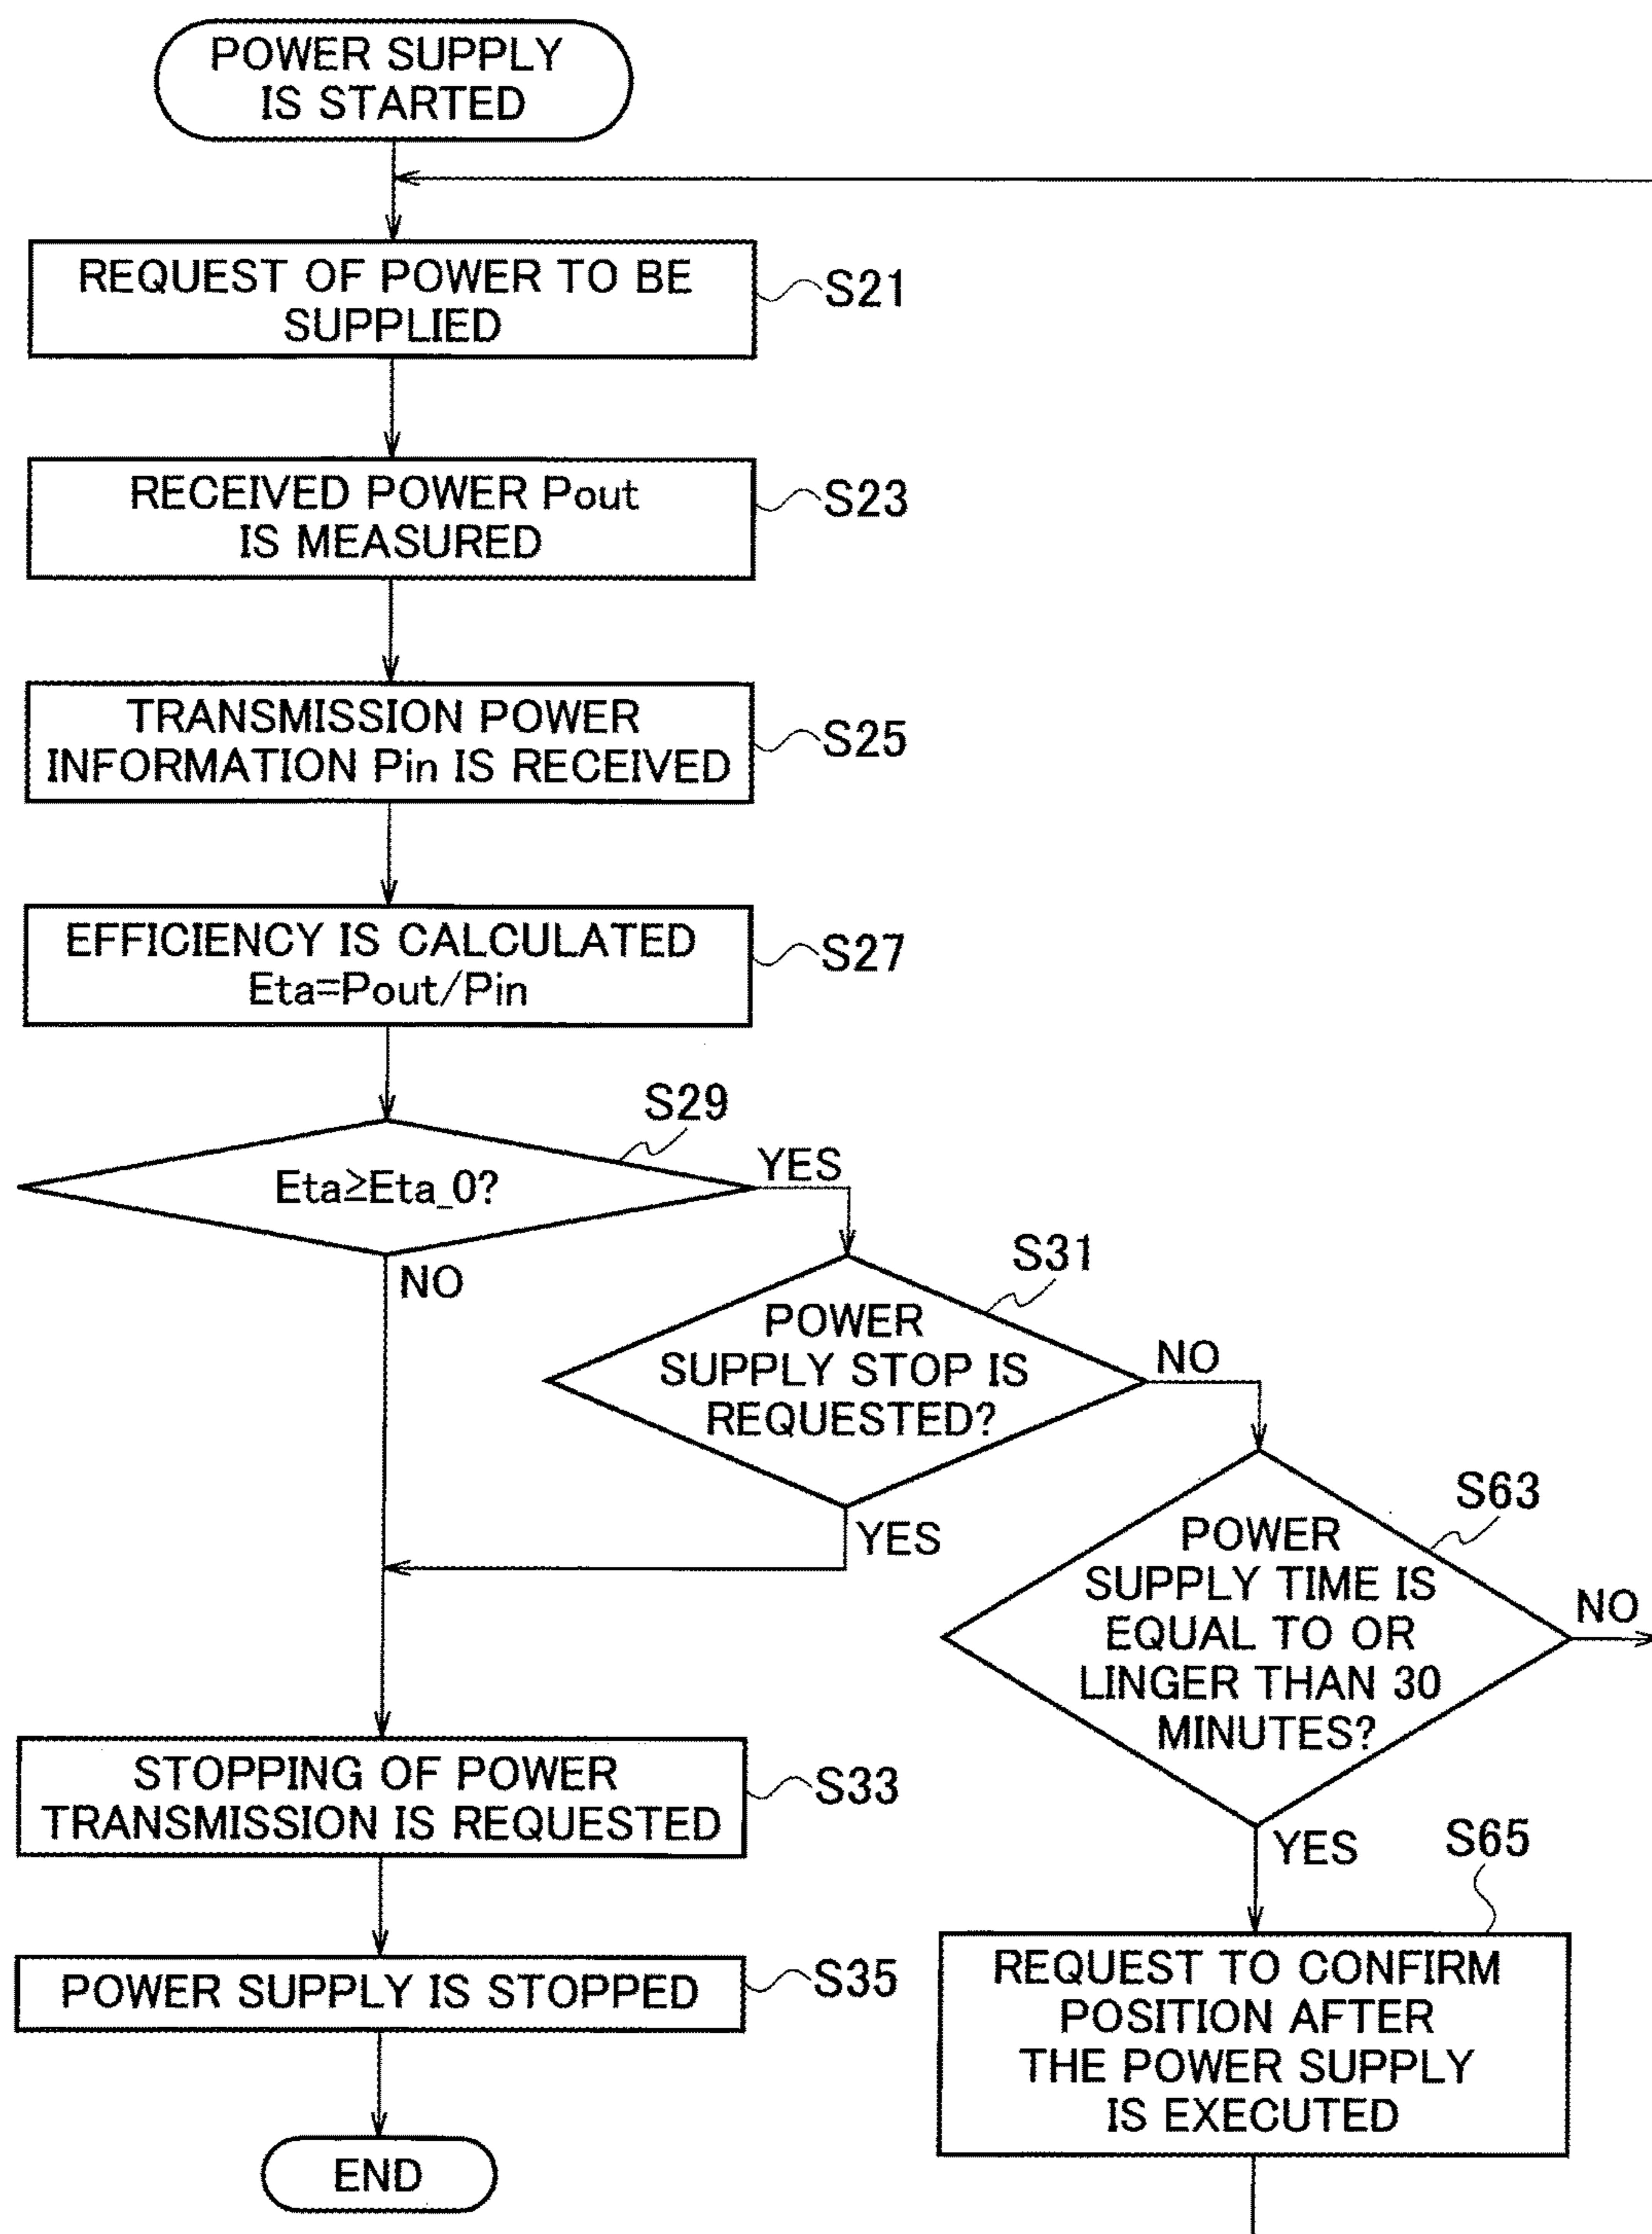 POWER SUPPLY
IS STARTED
REQUEST OF POWER TO BE
SUPPLIED
S21
RECEIVED POWER Pout
IS MEASURED
S23
TRANSMISSION POWER
INFORMATION Pin IS RECEIVED
S25
EFFICIENCY IS CALCULATED
Eta=Pout/Pin
S27
S29
Eta≥Eta_0?
YES
NO
S31
POWER
SUPPLY STOP IS
REQUESTED?
NO
YES
S63
POWER
SUPPLY TIME IS
EQUAL TO OR
LINGER THAN 30
MINUTES?
NO
YES
STOPPING OF POWER
TRANSMISSION IS REQUESTED
S33
S65
REQUEST TO CONFIRM
POSITION AFTER
THE POWER SUPPLY
IS EXECUTED
POWER SUPPLY IS STOPPED
S35
END